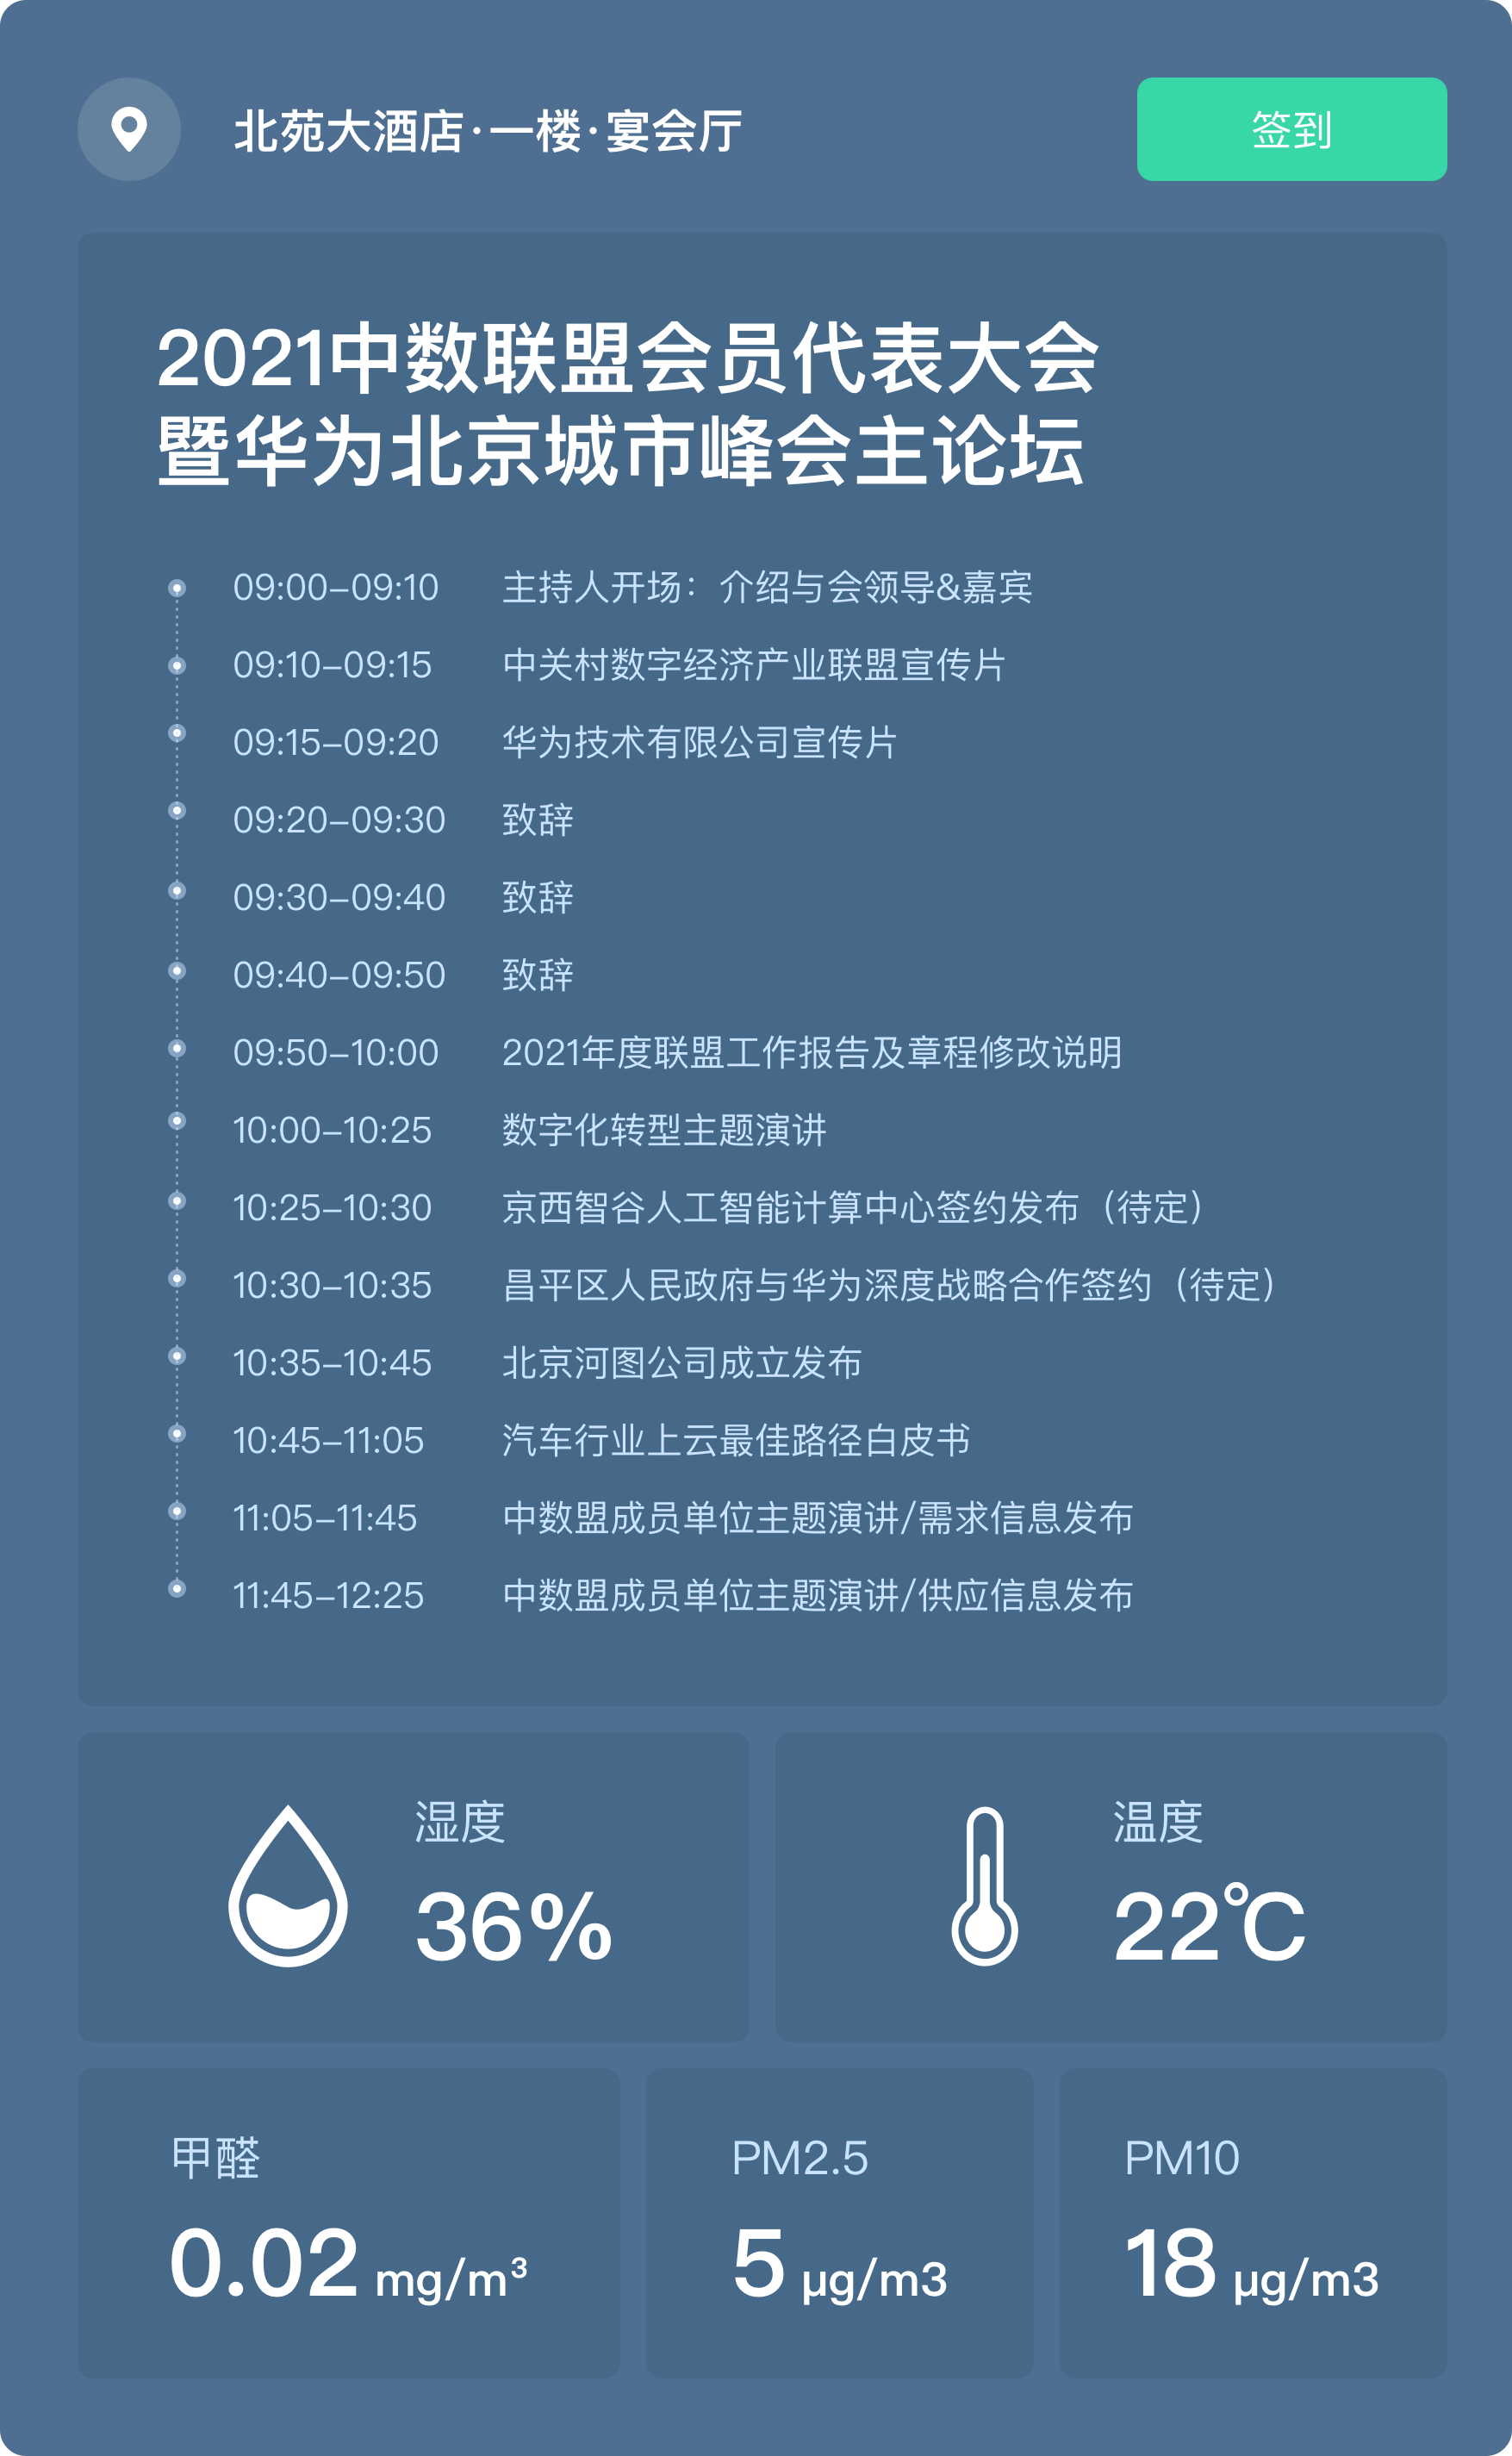 北苑大酒店·一楼·宴会厅
签到
2021中数联盟会员代表大会
暨华为北京城市峰会主论坛
09:00–09:10 主持人开场：介绍与会领导&嘉宾
09:10–09:15 中关村数字经济产业联盟宣传片
09:15–09:20 华为技术有限公司宣传片
09:20–09:30 致辞
09:30–09:40 致辞
09:40–09:50 致辞
09:50–10:00 2021年度联盟工作报告及章程修改说明
10:00–10:25 数字化转型主题演讲
10:25–10:30 京西智谷人工智能计算中心签约发布（待定）
10:30–10:35 昌平区人民政府与华为深度战略合作签约（待定）
10:35–10:45 北京河图公司成立发布
10:45–11:05 汽车行业上云最佳路径白皮书
11:05–11:45 中数盟成员单位主题演讲/需求信息发布
11:45–12:25 中数盟成员单位主题演讲/供应信息发布
湿度
36%
温度
22℃
甲醛
0.02 mg/m³
PM2.5
5 μg/m3
PM10
18 μg/m3